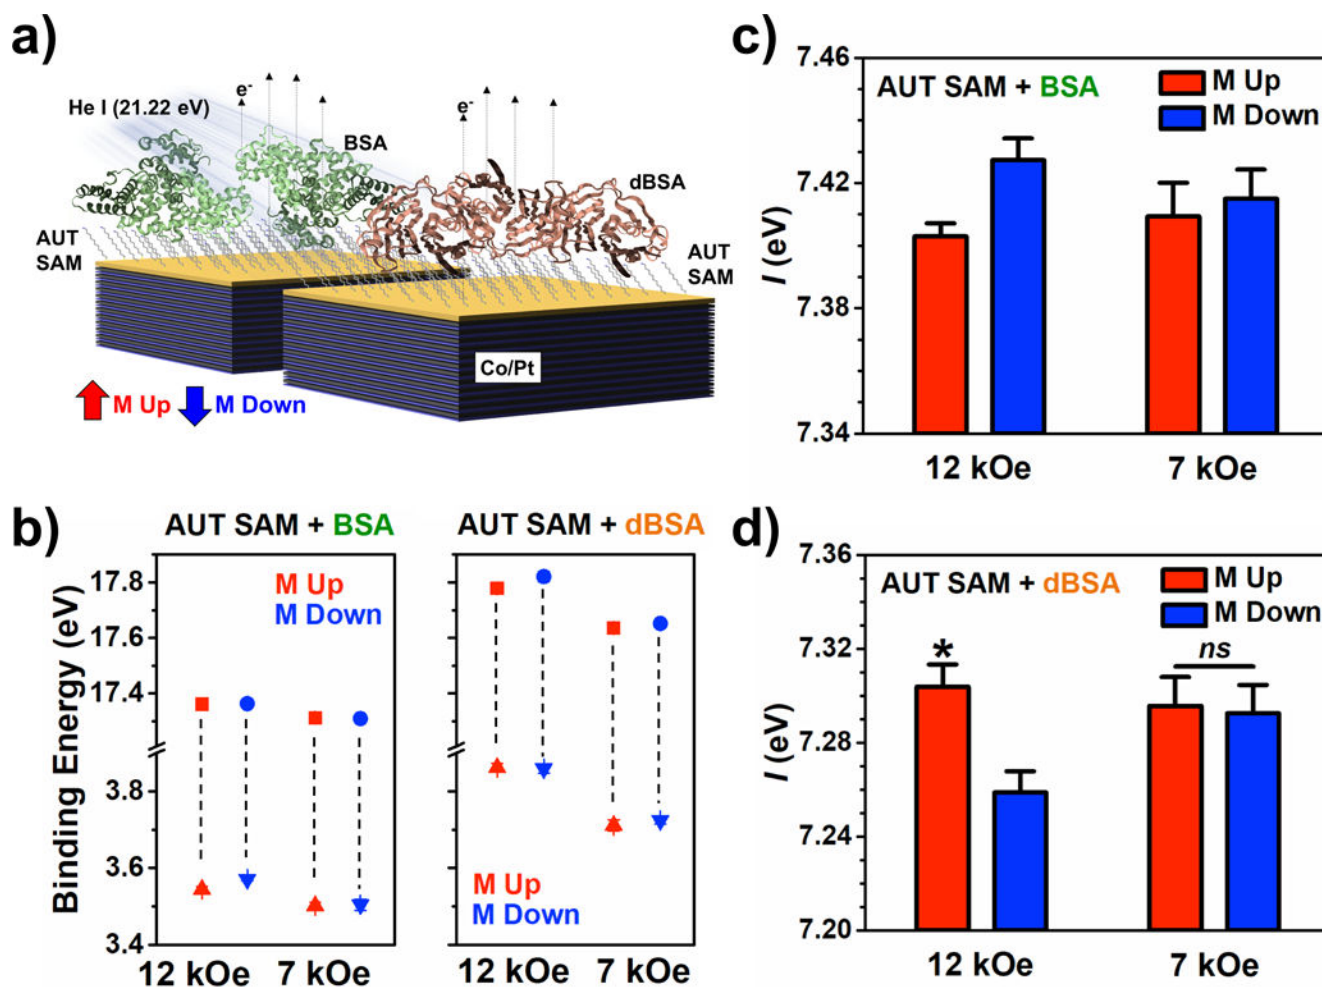 a)
He I (21.22 eV)
e-
BSA
e-
dBSA
AUT
SAM
AUT
SAM
Co/Pt
M Up
M Down
b)
AUT SAM + BSA
AUT SAM + dBSA
Binding Energy (eV)
17.8
17.6
17.4
3.8
3.6
3.4
M Up
M Down
M Up
M Down
12 kOe
7 kOe
12 kOe
7 kOe
c)
AUT SAM + BSA
M Up
M Down
I (eV)
7.46
7.42
7.38
7.34
12 kOe
7 kOe
d)
AUT SAM + dBSA
M Up
M Down
I (eV)
7.36
7.32
7.28
7.24
7.20
*
ns
12 kOe
7 kOe